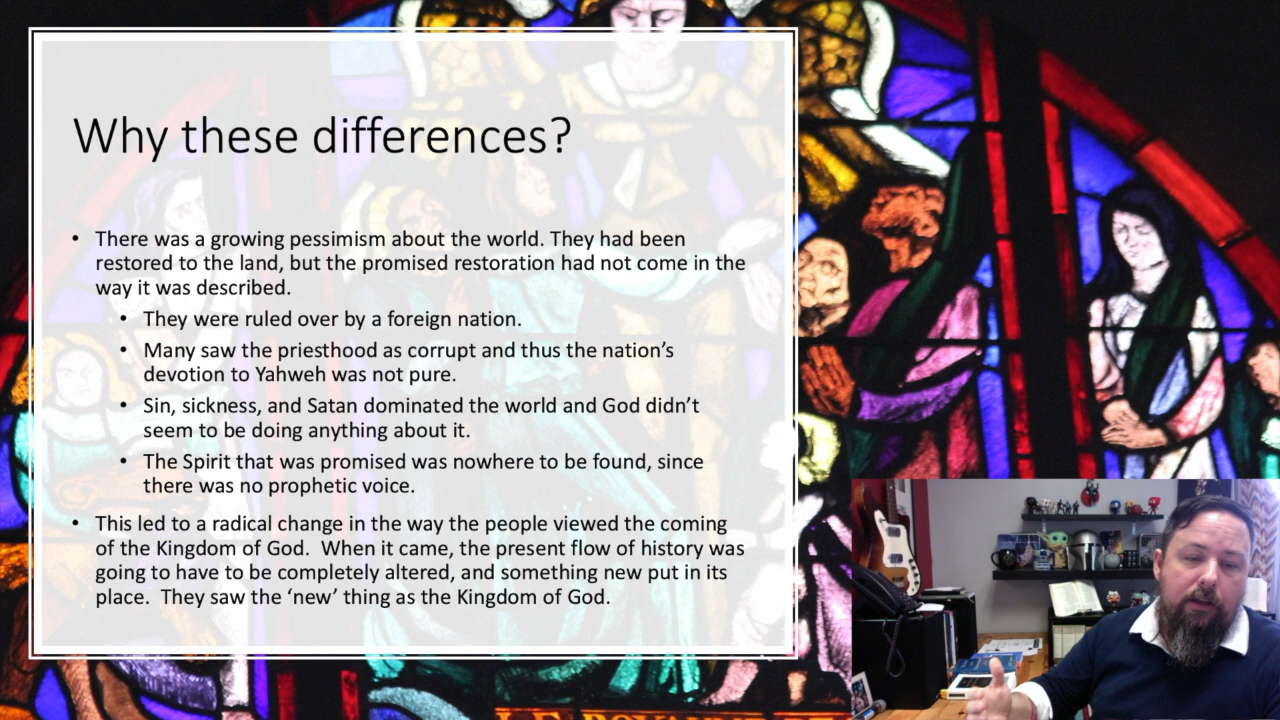 Why these differences?
• There was a growing pessimism about the world. They had been
restored to the land, but the promised restoration had not come in the
way it was described.
• They were ruled over by a foreign nation.
• Many saw the priesthood as corrupt and thus the nation’s
devotion to Yahweh was not pure.
• Sin, sickness, and Satan dominated the world and God didn’t
seem to be doing anything about it.
• The Spirit that was promised was nowhere to be found, since
there was no prophetic voice.
• This led to a radical change in the way the people viewed the coming
of the Kingdom of God.  When it came, the present flow of history was
going to have to be completely altered, and something new put in its
place.  They saw the ‘new’ thing as the Kingdom of God.